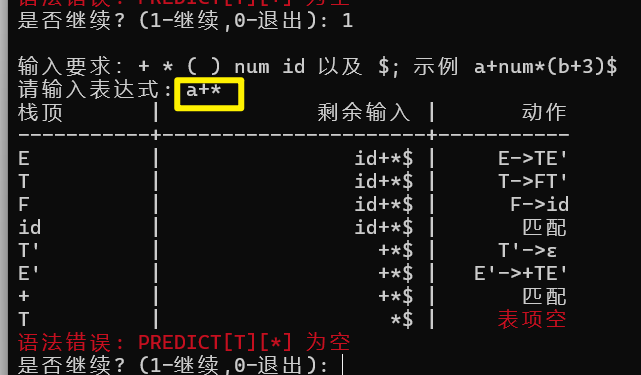 语法错误: PREDICT[T][*] 为空
是否继续? (1-继续,0-退出): 1
输入要求: + * ( ) num id 以及 $; 示例 a+num*(b+3)$
请输入表达式: a+*
栈顶 | 剩余输入 | 动作
-----------+-----------------------+-----------
E | id+*$ | E->TE'
T | id+*$ | T->FT'
F | id+*$ | F->id
id | id+*$ | 匹配
T' | +*$ | T'->ε
E' | +*$ | E'->+TE'
+ | +*$ | 匹配
T | *$ | 表项空
语法错误: PREDICT[T][*] 为空
是否继续? (1-继续,0-退出):